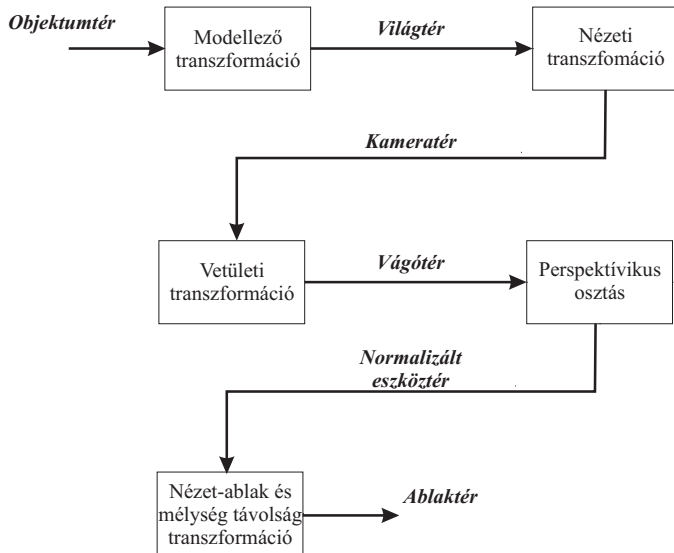 Objektumtér
Modellező
transzformáció
Világtér
Nézeti
transzfomáció
Kameratér
Vetületi
transzformáció
Vágótér
Perspektívikus
osztás
Normalizált
eszköztér
Nézet-ablak és
mélység távolság
transzformáció
Ablaktér